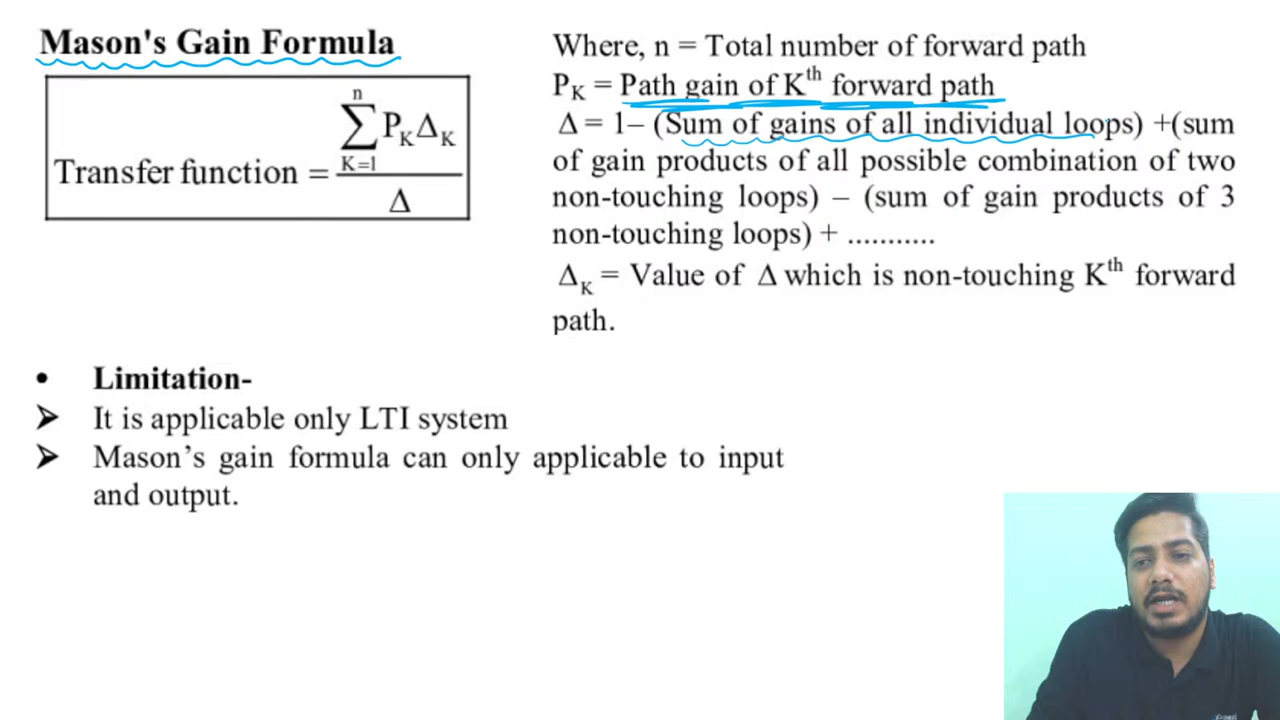 Mason's Gain Formula
Transfer function = \frac{\sum_{K=1}^{n} P_K Δ_K}{Δ}
Where, n = Total number of forward path
P_K = Path gain of K^th forward path
Δ = 1– (Sum of gains of all individual loops) +(sum
of gain products of all possible combination of two
non-touching loops) – (sum of gain products of 3
non-touching loops) + ...........
Δ_K = Value of Δ which is non-touching K^th forward
path.
• Limitation-
➤ It is applicable only LTI system
➤ Mason’s gain formula can only applicable to input
and output.